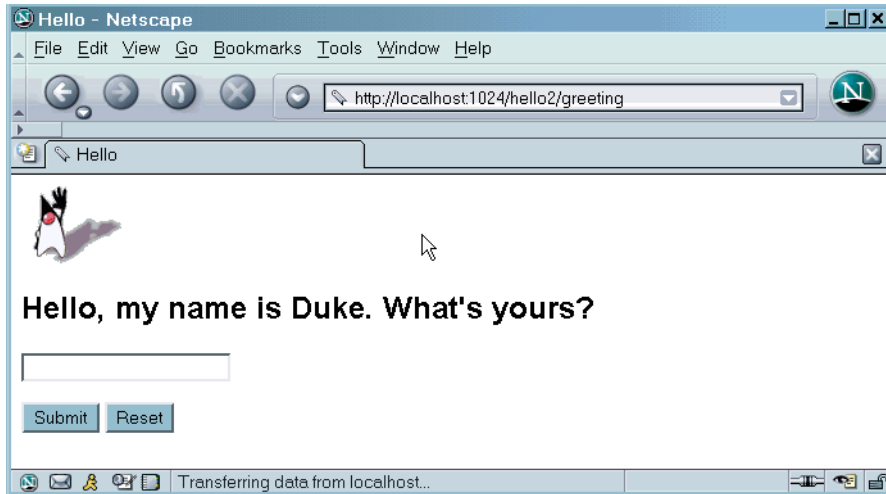 Hello - Netscape
File Edit View Go Bookmarks Tools Window Help
http://localhost:1024/hello2/greeting
N
Hello
Hello, my name is Duke. What's yours?
Submit Reset
Transferring data from localhost...